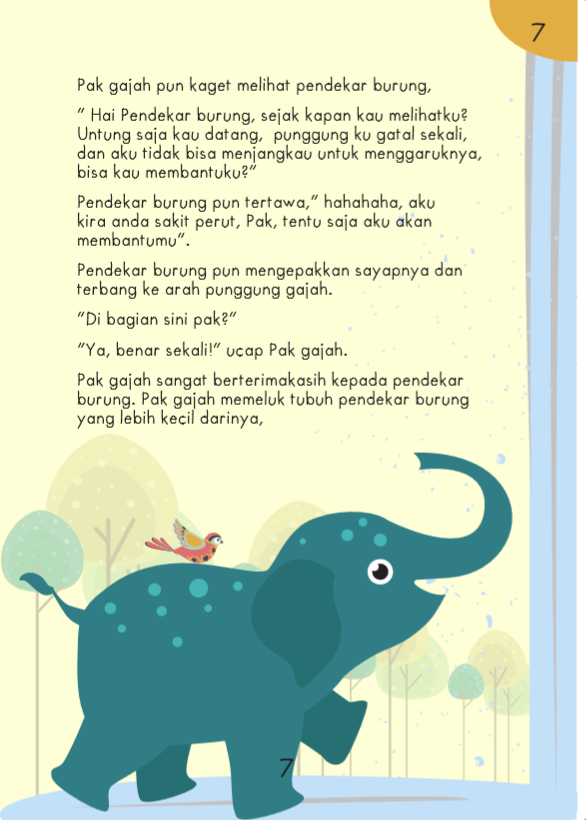 7
Pak gajah pun kaget melihat pendekar burung,
" Hai Pendekar burung, sejak kapan kau melihatku?
Untung saja kau datang, punggung ku gatal sekali,
dan aku tidak bisa menjangkau untuk menggaruknya,
bisa kau membantuku?"
Pendekar burung pun tertawa," hahahaha, aku
kira anda sakit perut, Pak, tentu saja aku akan
membantumu".
Pendekar burung pun mengepakkan sayapnya dan
terbang ke arah punggung gajah.
"Di bagian sini pak?"
"Ya, benar sekali!" ucap Pak gajah.
Pak gajah sangat berterimakasih kepada pendekar
burung. Pak gajah memeluk tubuh pendekar burung
yang lebih kecil darinya,
7